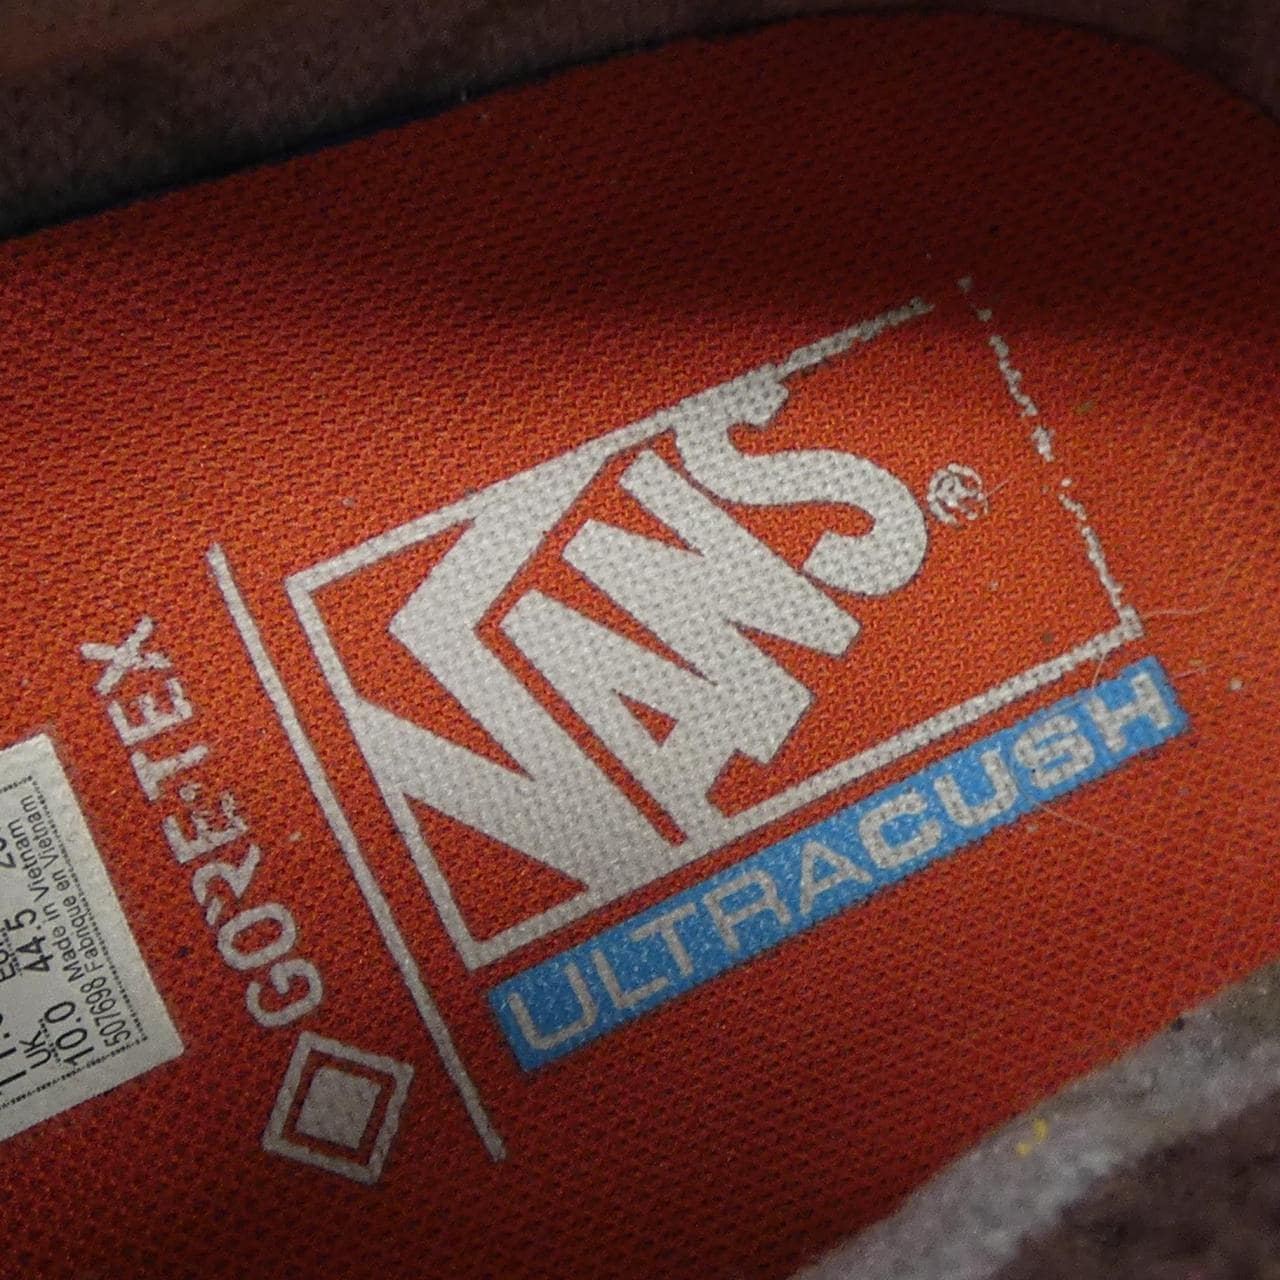 VANS®
ULTRACUSH
GORE-TEX
UK
10.0 44.5
507698 Made in Vietnam
Fabriqué en Vietnam